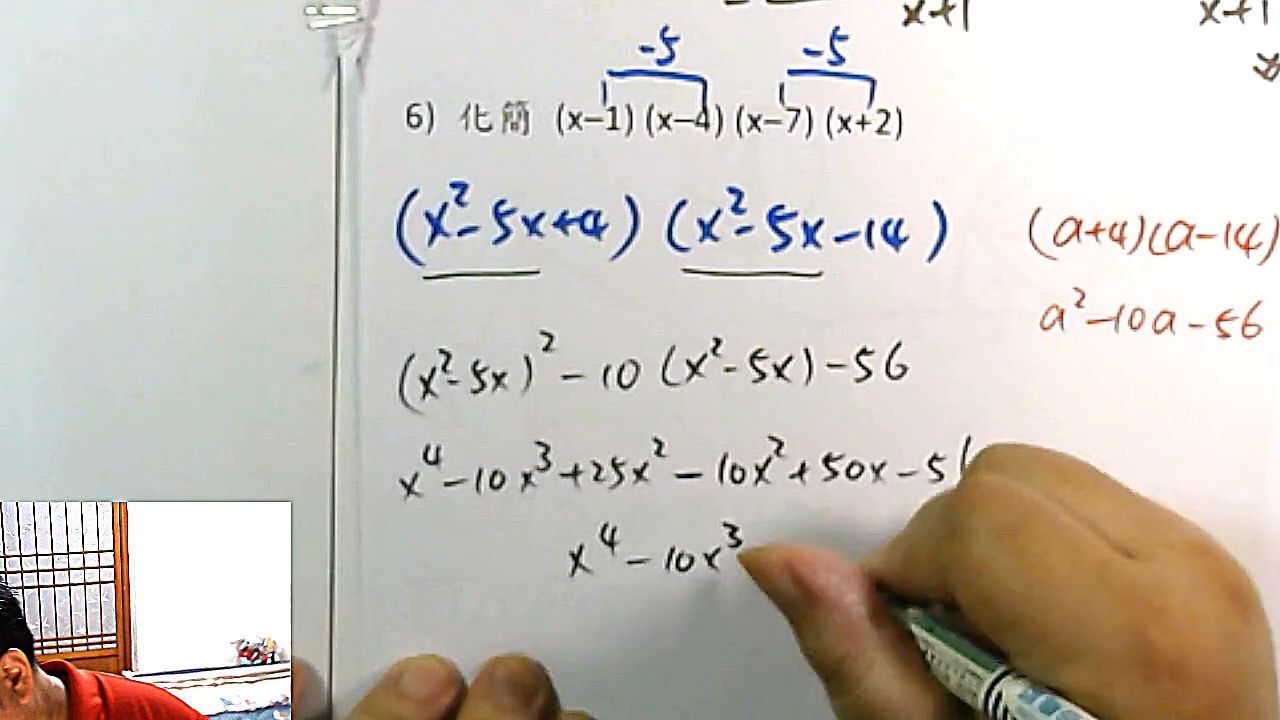 x+1 x+1
-5 -5
6) 化簡 (x−1)(x−4)(x−7)(x+2)
(x²-5x+4)(x²-5x-14) (a+4)(a-14)
a²-10a-56
(x²-5x)²-10(x²-5x)-56
x⁴-10x³+25x²-10x²+50x-56
x⁴-10x³